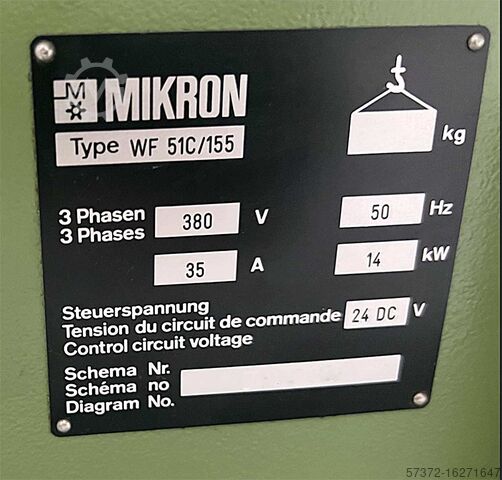 M MIKRON
Type WF 51C/155
kg
3 Phasen
3 Phases 380 V 50 Hz
35 A 14 kW
Steuerspannung
Tension du circuit de commande 24 DC V
Control circuit voltage
Schema Nr.
Schéma no
Diagram No.
57372-16271647